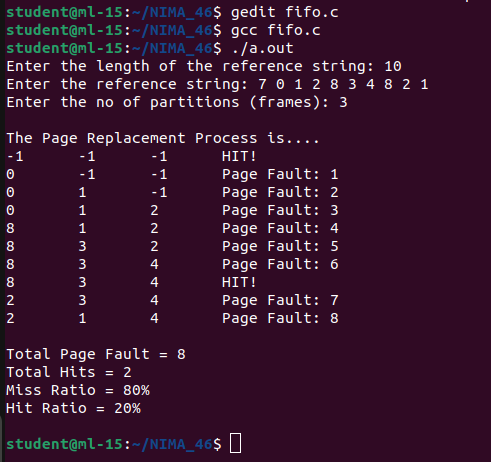 student@ml-15:~/NIMA_46$ gedit fifo.c
student@ml-15:~/NIMA_46$ gcc fifo.c
student@ml-15:~/NIMA_46$ ./a.out
Enter the length of the reference string: 10
Enter the reference string: 7 0 1 2 8 3 4 8 2 1
Enter the no of partitions (frames): 3

The Page Replacement Process is....
-1      -1      -1      HIT!
0       -1      -1      Page Fault: 1
0       1       -1      Page Fault: 2
0       1       2       Page Fault: 3
8       1       2       Page Fault: 4
8       3       2       Page Fault: 5
8       3       4       Page Fault: 6
8       3       4       HIT!
2       3       4       Page Fault: 7
2       1       4       Page Fault: 8

Total Page Fault = 8
Total Hits = 2
Miss Ratio = 80%
Hit Ratio = 20%

student@ml-15:~/NIMA_46$